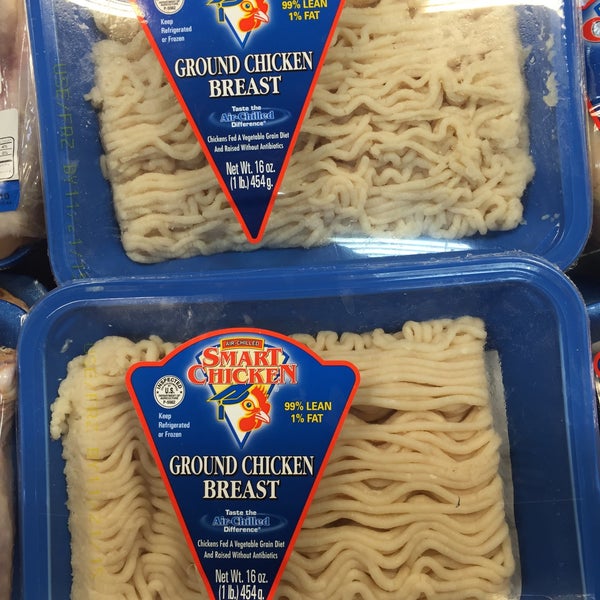 Keep
Refrigerated
or Frozen
99% LEAN
1% FAT
GROUND CHICKEN
BREAST
Taste the
Air-Chilled
Difference
Chickens Fed A Vegetable Grain Diet
And Raised Without Antibiotics
Net Wt. 16 oz.
(1 lb.) 454 g.
AIR-CHILLED
SMART
CHICKEN
INSPECTED
U.S.
Keep
Refrigerated
or Frozen
99% LEAN
1% FAT
GROUND CHICKEN
BREAST
Taste the
Air-Chilled
Difference
Chickens Fed A Vegetable Grain Diet
And Raised Without Antibiotics
Net Wt. 16 oz.
(1 lb.) 454 g.